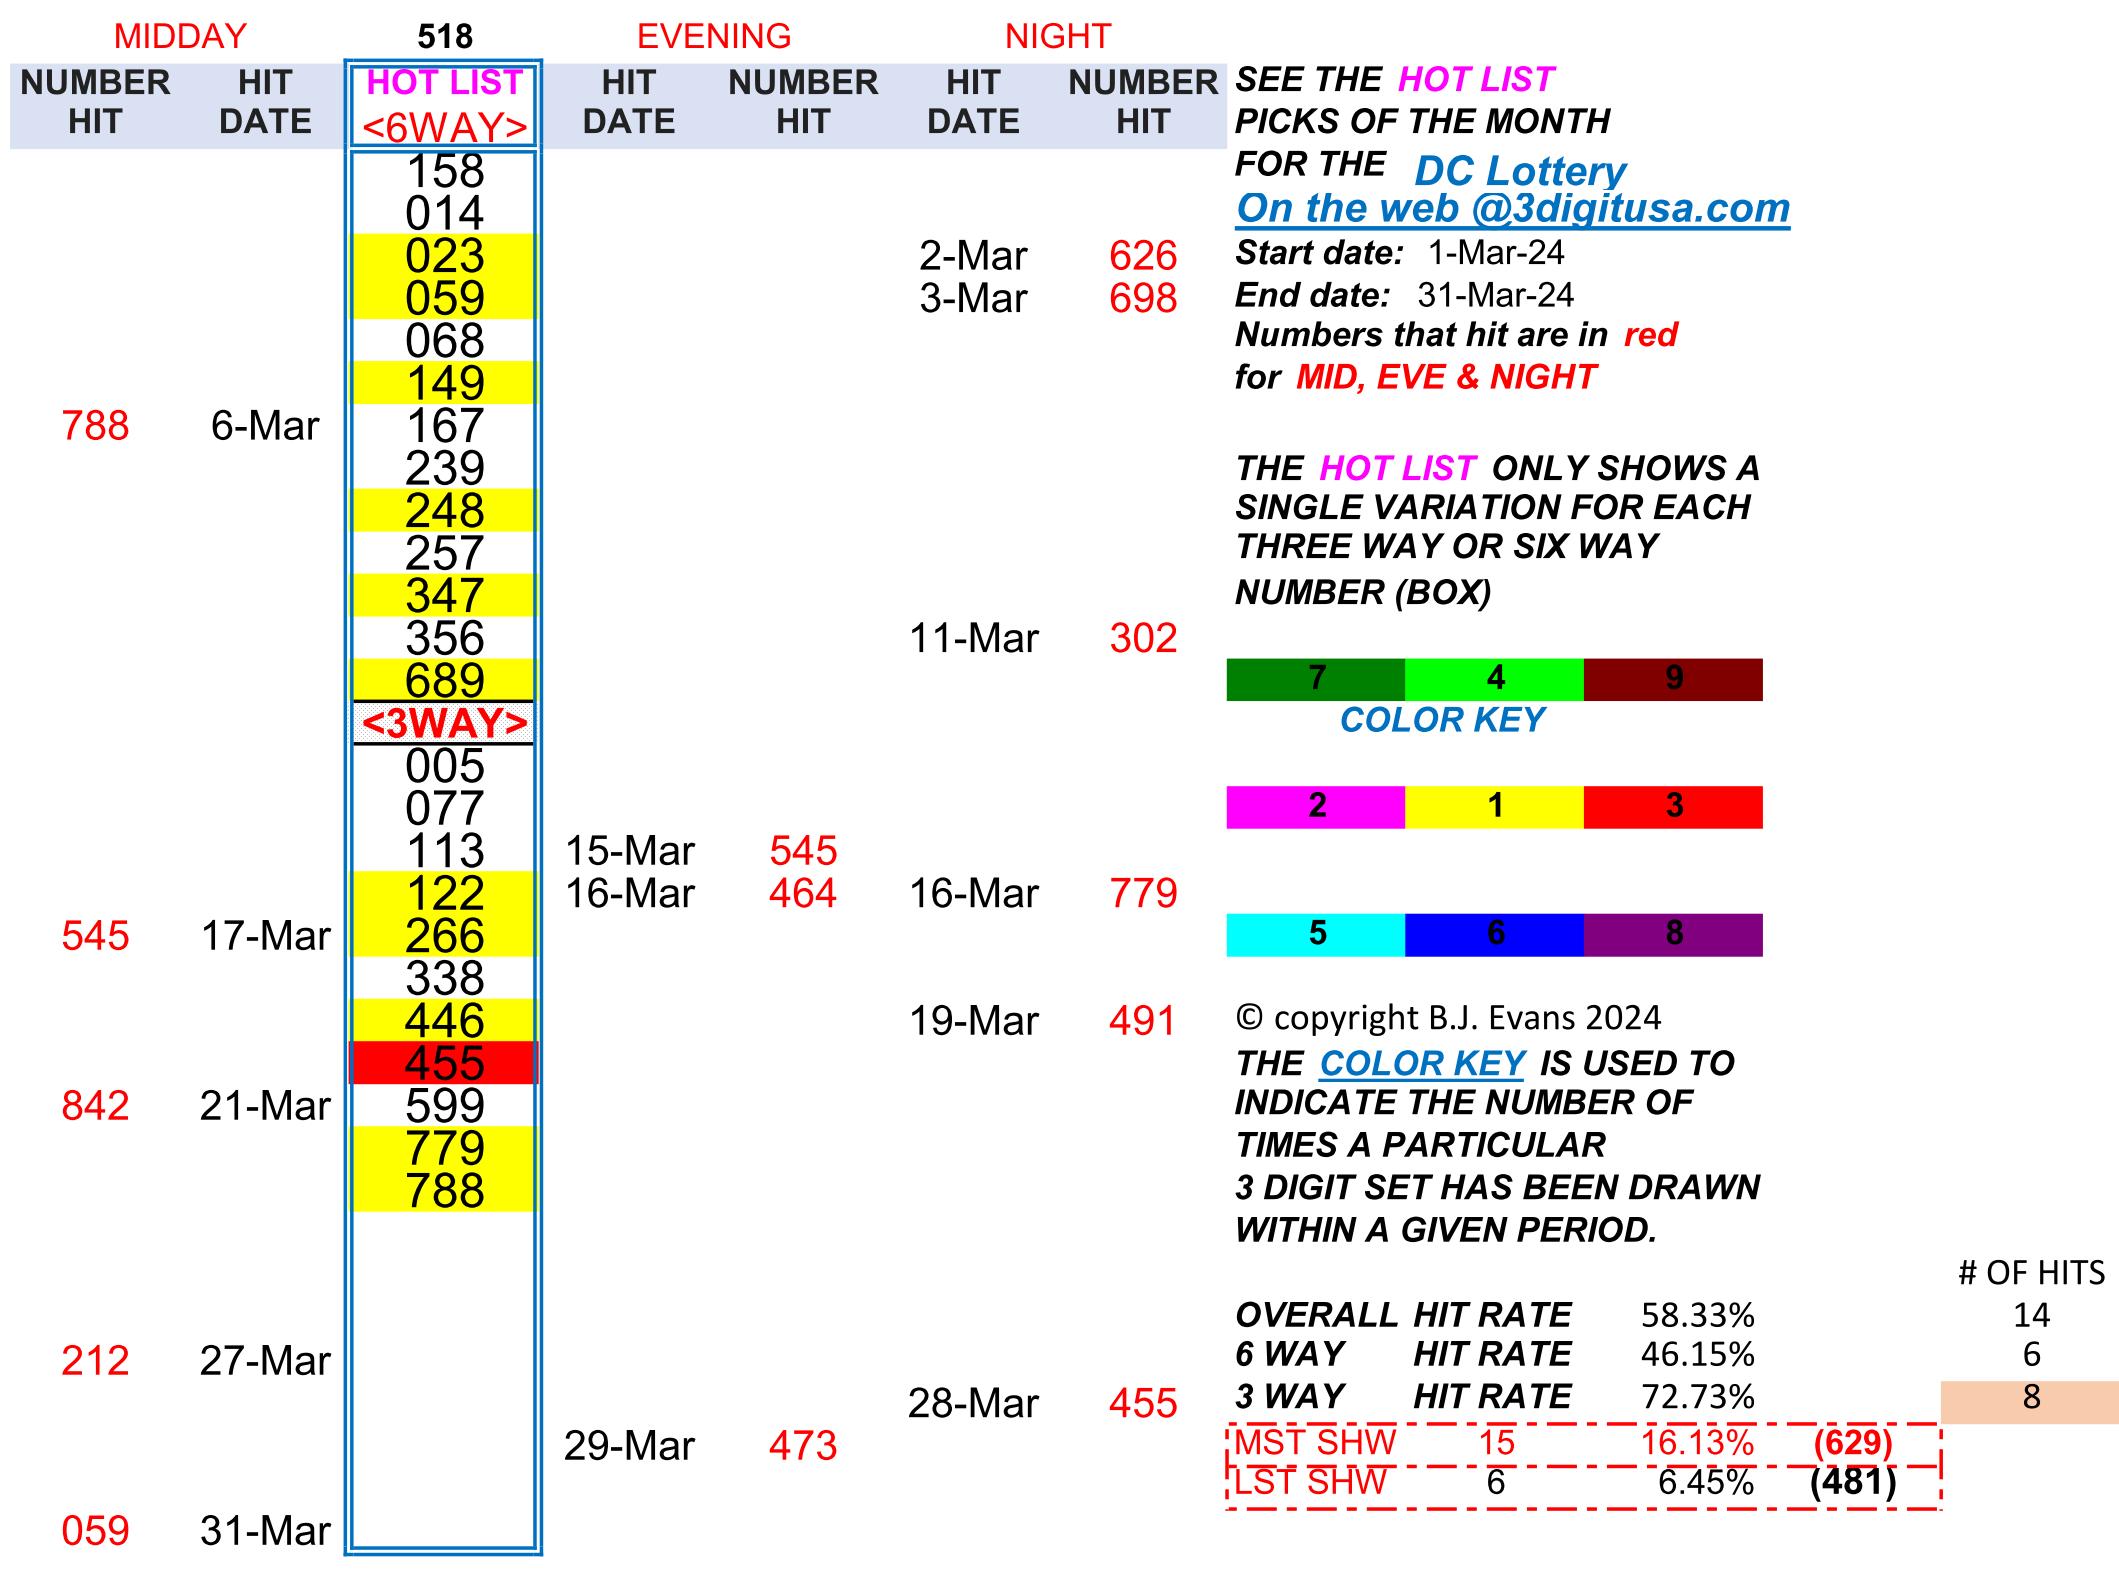 MIDDAY 518 EVENING NIGHT
NUMBER HIT HOT LIST HIT NUMBER HIT NUMBER SEE THE HOT LIST
HIT DATE <6WAY> DATE HIT DATE HIT PICKS OF THE MONTH
158 FOR THE DC Lottery
014 On the web @3digitusa.com
023 2-Mar 626 Start date: 1-Mar-24
059 3-Mar 698 End date: 31-Mar-24
068 Numbers that hit are in red
149 for MID, EVE & NIGHT
788 6-Mar 167
239 THE HOT LIST ONLY SHOWS A
248 SINGLE VARIATION FOR EACH
257 THREE WAY OR SIX WAY
347 NUMBER (BOX)
356 11-Mar 302
689 7 4 9
<3WAY> COLOR KEY
005
077 2 1 3
113 15-Mar 545
122 16-Mar 464 16-Mar 779
545 17-Mar 266 5 6 8
338
446 19-Mar 491 © copyright B.J. Evans 2024
455 THE COLOR KEY IS USED TO
842 21-Mar 599 INDICATE THE NUMBER OF
779 TIMES A PARTICULAR
788 3 DIGIT SET HAS BEEN DRAWN
WITHIN A GIVEN PERIOD.
# OF HITS
OVERALL HIT RATE 58.33% 14
212 27-Mar 6 WAY HIT RATE 46.15% 6
28-Mar 455 3 WAY HIT RATE 72.73% 8
29-Mar 473 MST SHW 15 16.13% (629)
LST SHW 6 6.45% (481)
059 31-Mar